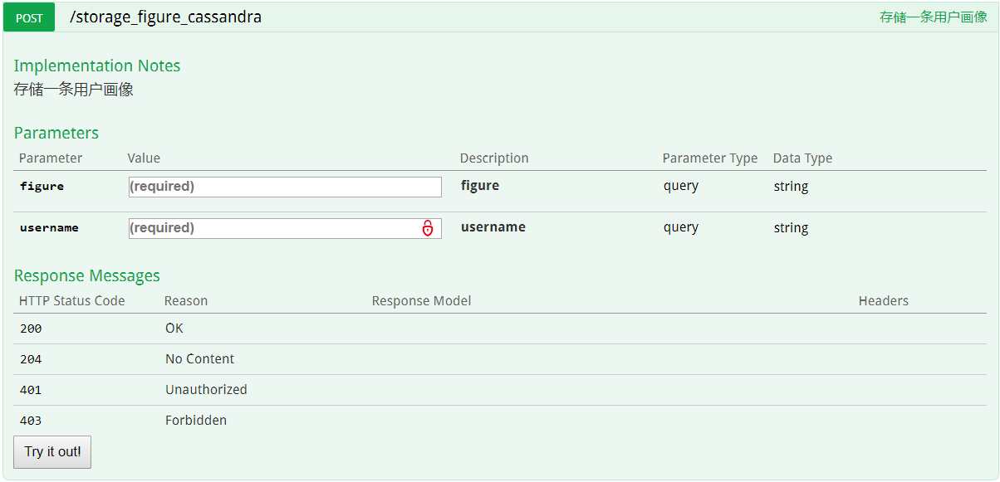 POST /storage_figure_cassandra 存储一条用户画像
Implementation Notes
存储一条用户画像
Parameters
Parameter Value Description Parameter Type Data Type
figure (required) figure query string
username (required) username query string
Response Messages
HTTP Status Code Reason Response Model Headers
200 OK
204 No Content
401 Unauthorized
403 Forbidden
Try it out!